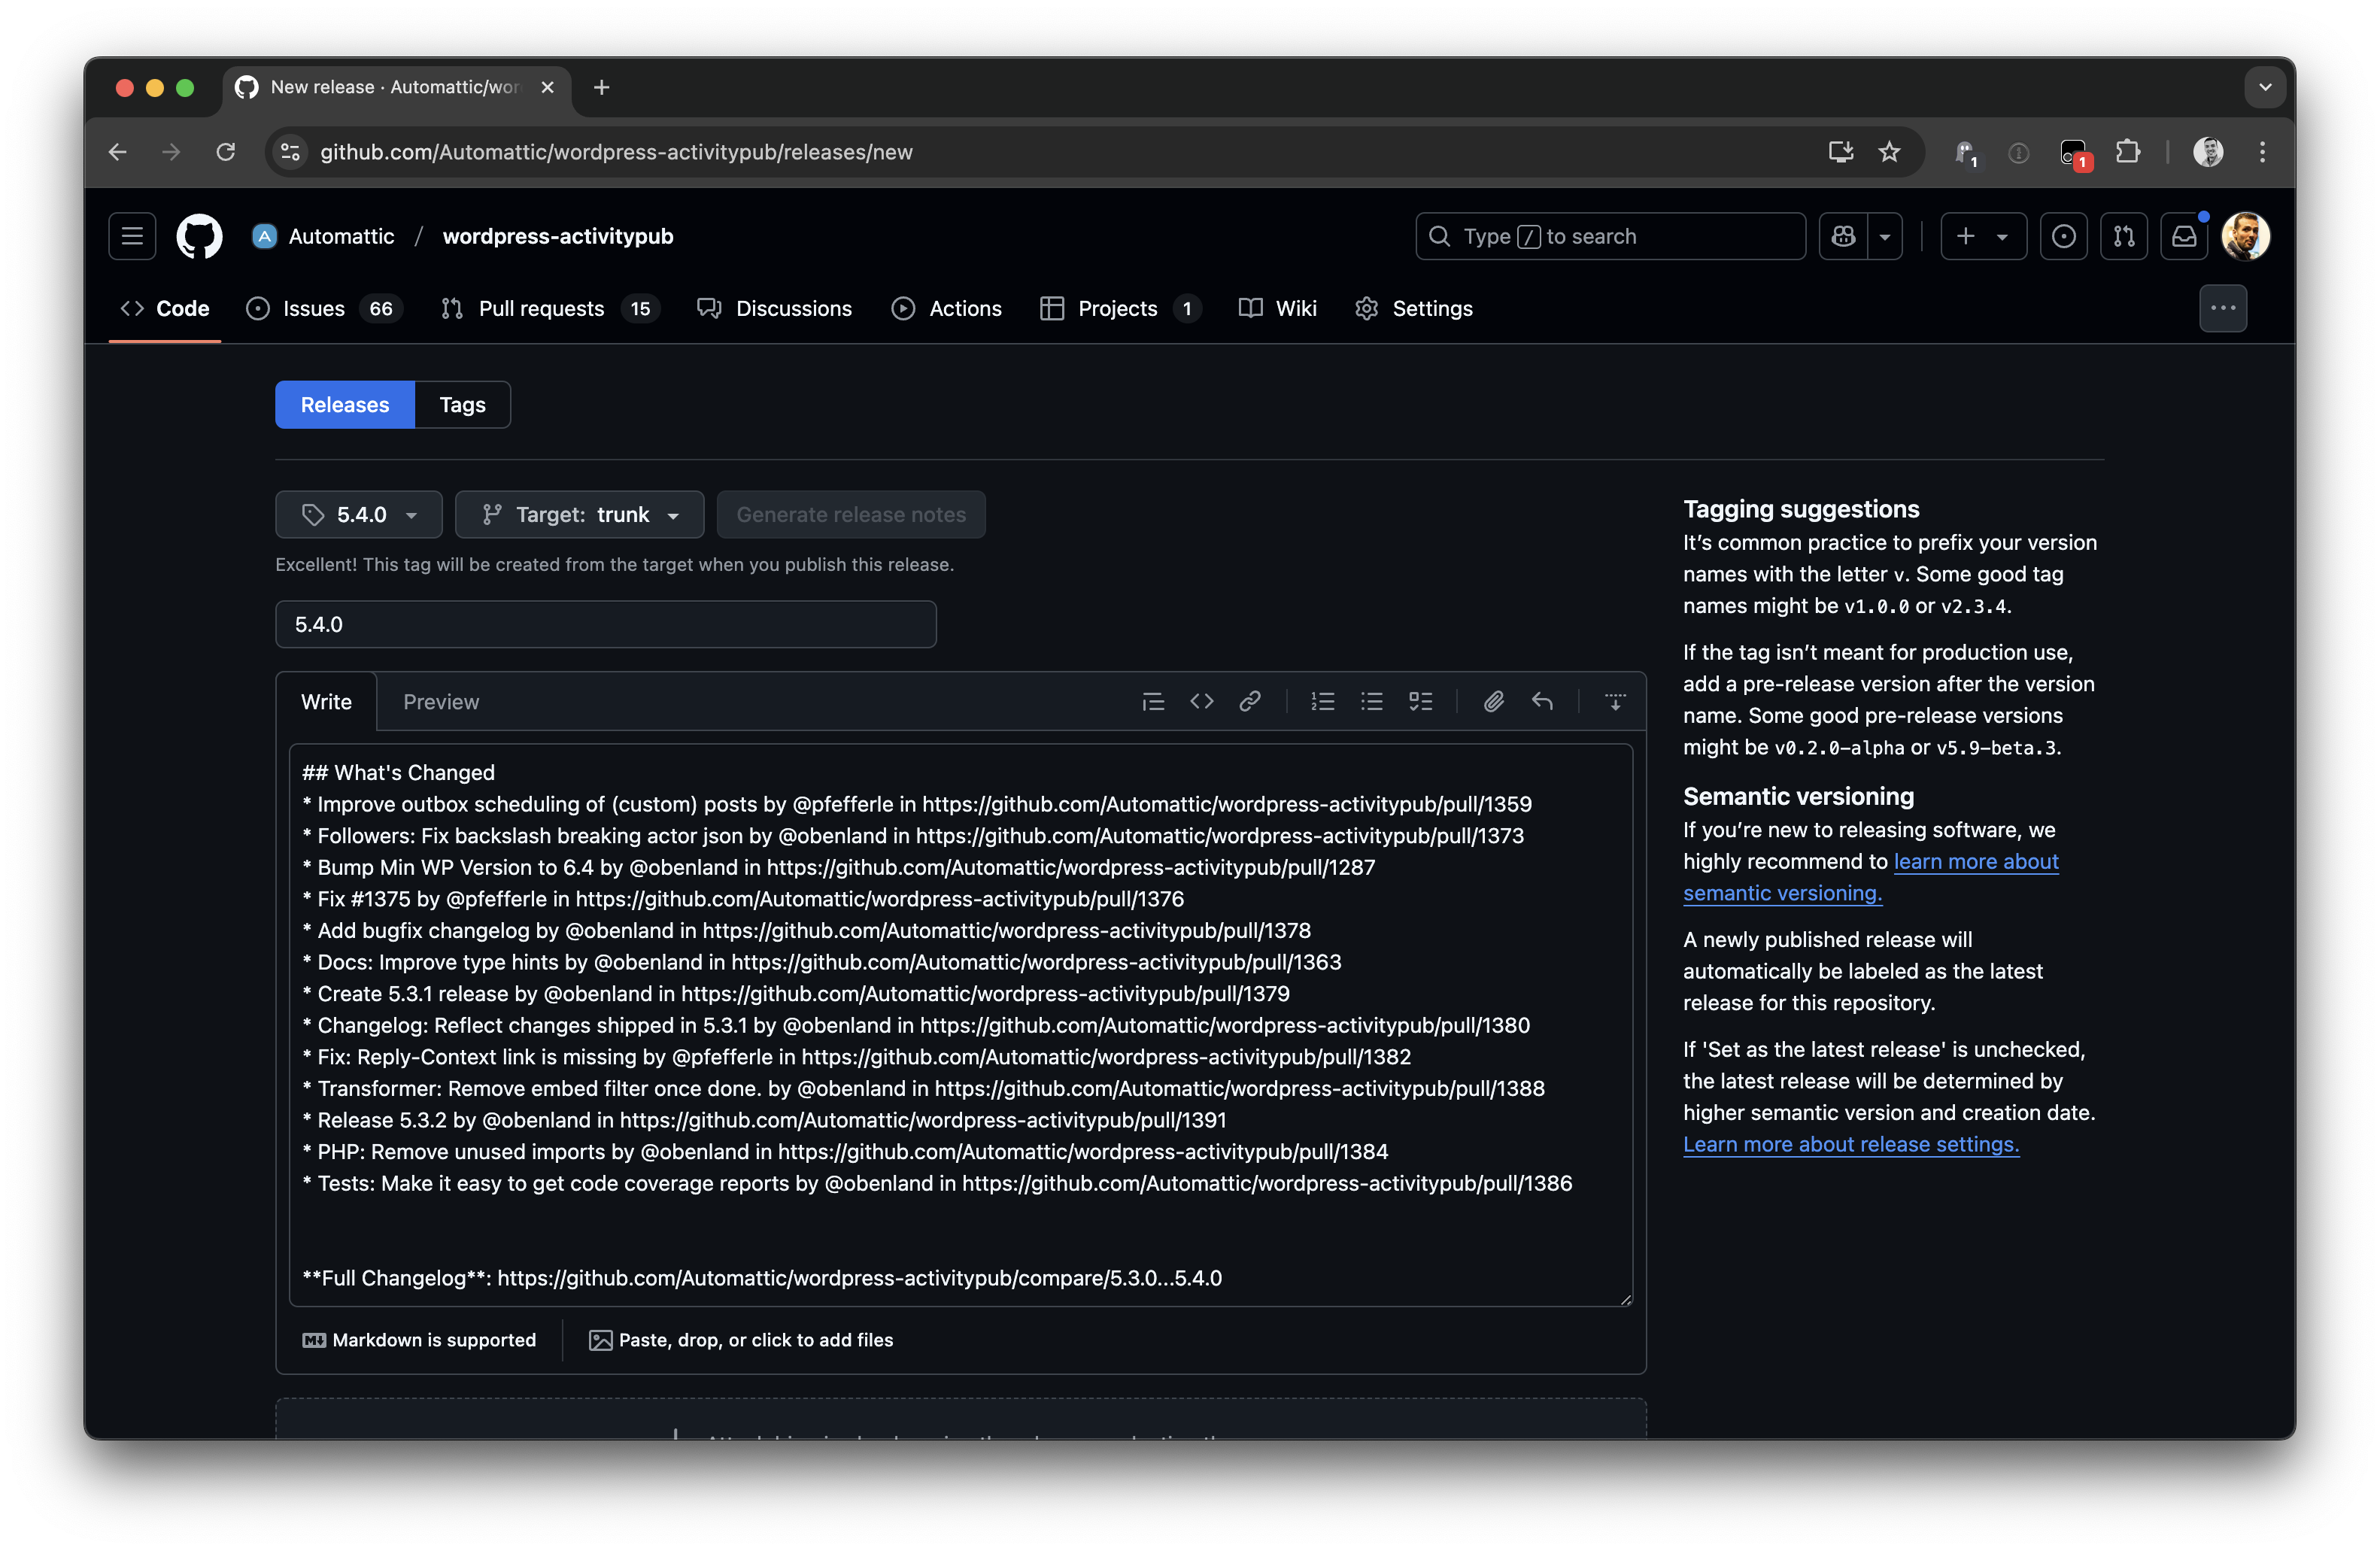 New release · Automattic/wor
github.com/Automattic/wordpress-activitypub/releases/new
1
1
Automattic / wordpress-activitypub
Type / to search
Code
Issues 66
Pull requests 15
Discussions
Actions
Projects 1
Wiki
Settings
Releases
Tags
5.4.0
Target: trunk
Generate release notes
Excellent! This tag will be created from the target when you publish this release.
5.4.0
Write
Preview
## What's Changed
* Improve outbox scheduling of (custom) posts by @pfefferle in https://github.com/Automattic/wordpress-activitypub/pull/1359
* Followers: Fix backslash breaking actor json by @obenland in https://github.com/Automattic/wordpress-activitypub/pull/1373
* Bump Min WP Version to 6.4 by @obenland in https://github.com/Automattic/wordpress-activitypub/pull/1287
* Fix #1375 by @pfefferle in https://github.com/Automattic/wordpress-activitypub/pull/1376
* Add bugfix changelog by @obenland in https://github.com/Automattic/wordpress-activitypub/pull/1378
* Docs: Improve type hints by @obenland in https://github.com/Automattic/wordpress-activitypub/pull/1363
* Create 5.3.1 release by @obenland in https://github.com/Automattic/wordpress-activitypub/pull/1379
* Changelog: Reflect changes shipped in 5.3.1 by @obenland in https://github.com/Automattic/wordpress-activitypub/pull/1380
* Fix: Reply-Context link is missing by @pfefferle in https://github.com/Automattic/wordpress-activitypub/pull/1382
* Transformer: Remove embed filter once done. by @obenland in https://github.com/Automattic/wordpress-activitypub/pull/1388
* Release 5.3.2 by @obenland in https://github.com/Automattic/wordpress-activitypub/pull/1391
* PHP: Remove unused imports by @obenland in https://github.com/Automattic/wordpress-activitypub/pull/1384
* Tests: Make it easy to get code coverage reports by @obenland in https://github.com/Automattic/wordpress-activitypub/pull/1386
**Full Changelog**: https://github.com/Automattic/wordpress-activitypub/compare/5.3.0...5.4.0
Markdown is supported
Paste, drop, or click to add files
Tagging suggestions
It’s common practice to prefix your version
names with the letter v. Some good tag
names might be v1.0.0 or v2.3.4.
If the tag isn’t meant for production use,
add a pre-release version after the version
name. Some good pre-release versions
might be v0.2.0-alpha or v5.9-beta.3.
Semantic versioning
If you’re new to releasing software, we
highly recommend to learn more about
semantic versioning.
A newly published release will
automatically be labeled as the latest
release for this repository.
If 'Set as the latest release' is unchecked,
the latest release will be determined by
higher semantic version and creation date.
Learn more about release settings.